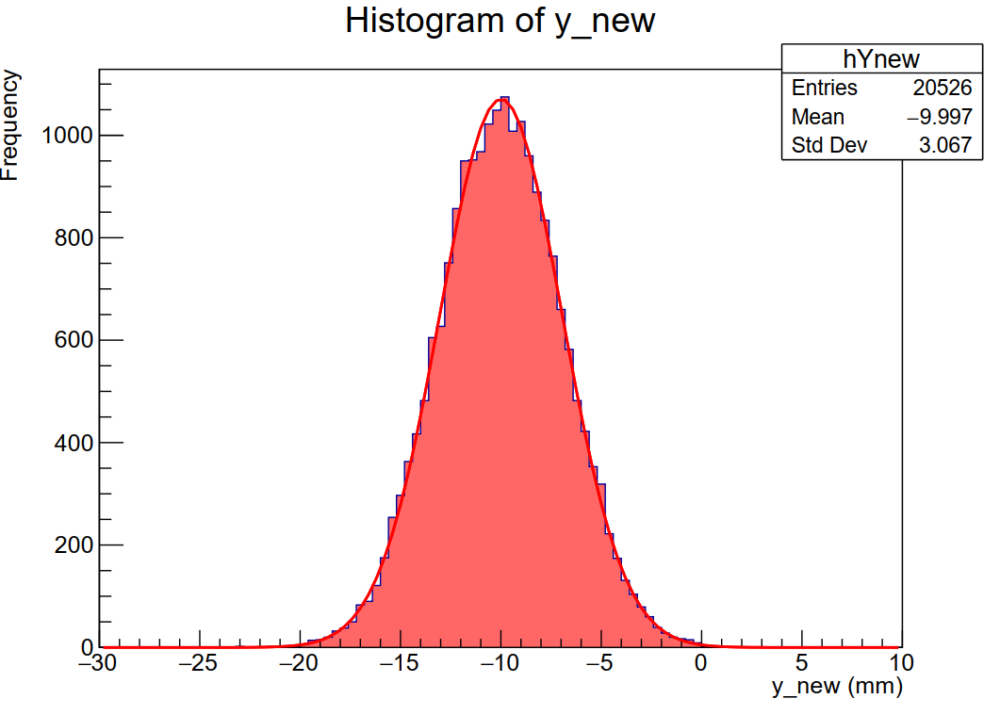 Histogram of y_new
hYnew
Entries 20526
Mean −9.997
Std Dev 3.067
Frequency
1000
800
600
400
200
0
−30 −25 −20 −15 −10 −5 0 5 10
y_new (mm)